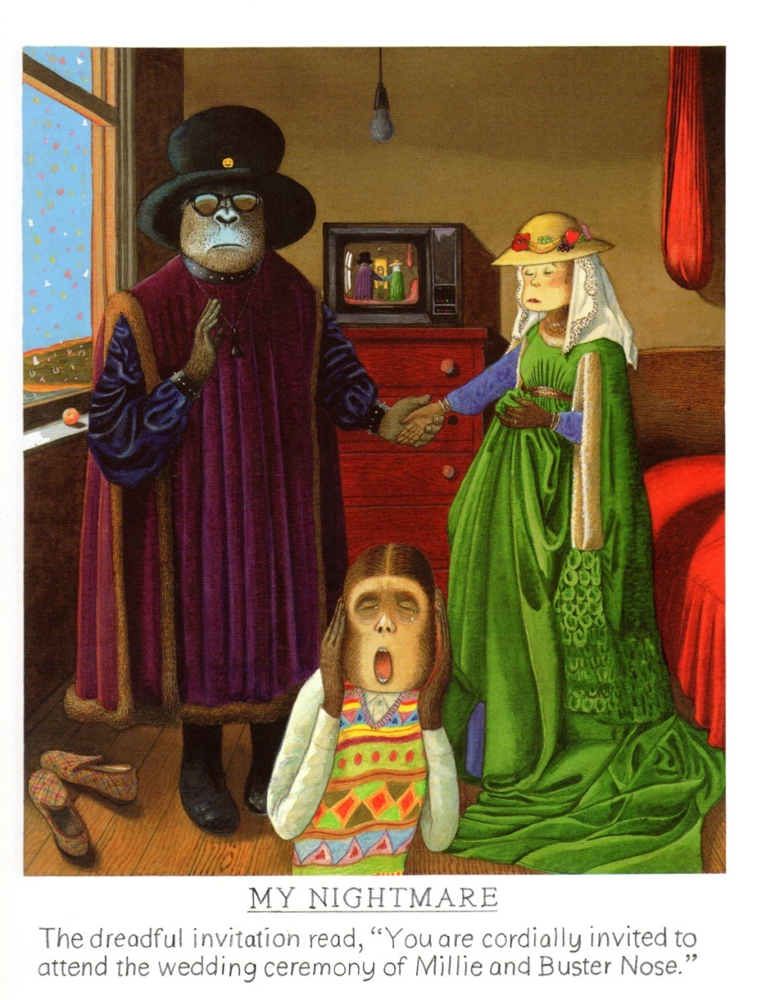 MY NIGHTMARE
The dreadful invitation read, “You are cordially invited to
attend the wedding ceremony of Millie and Buster Nose.”